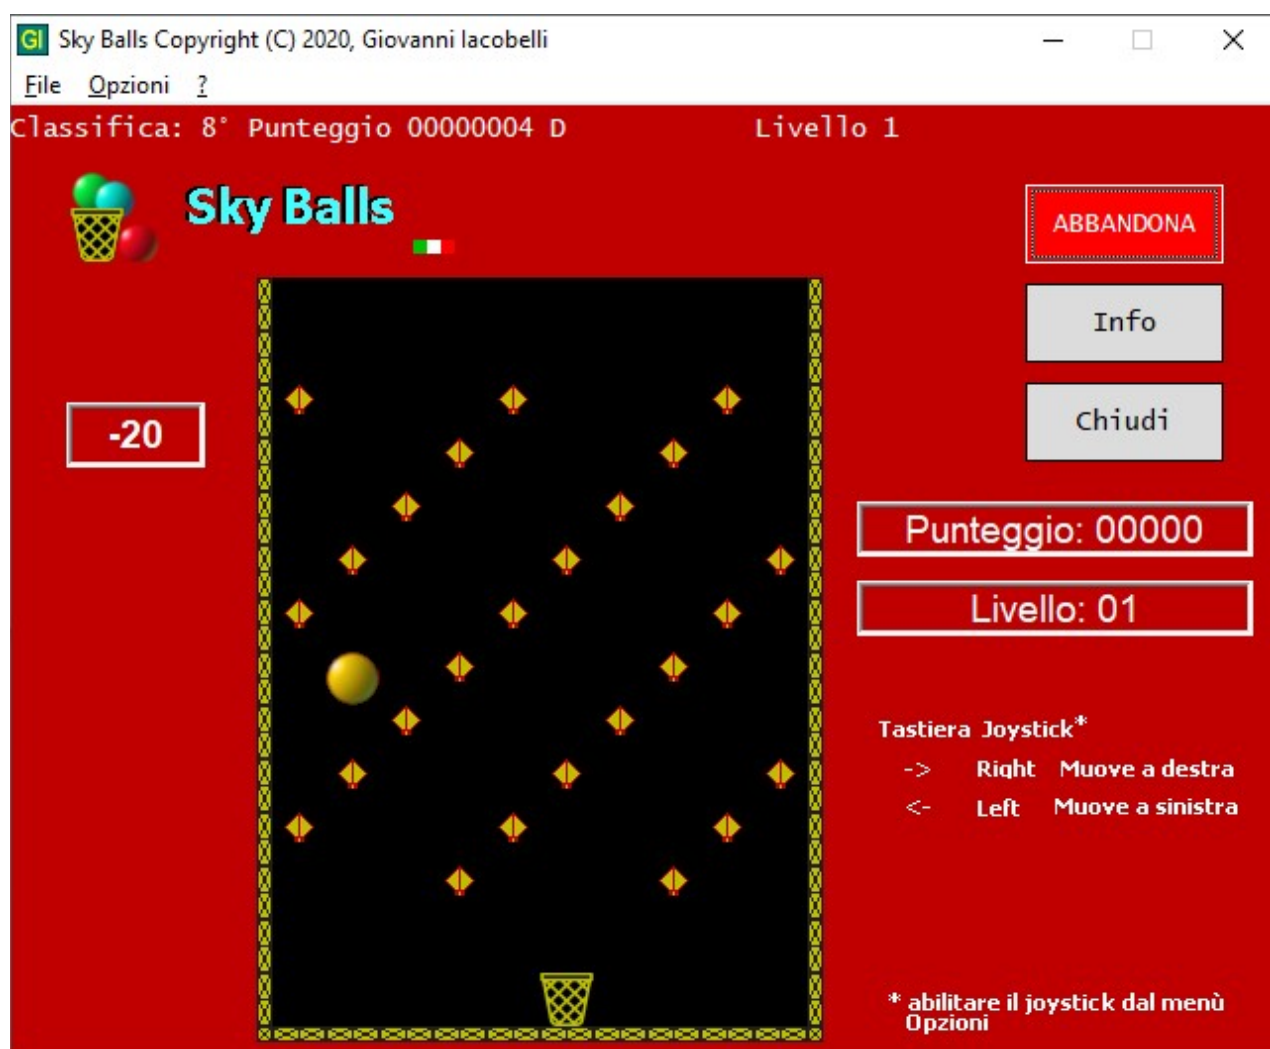 GI Sky Balls Copyright (C) 2020, Giovanni Iacobelli
File Opzioni ?
Classifica: 8° Punteggio 00000004 D Livello 1
Sky Balls
ABBANDONA
Info
Chiudi
-20
Punteggio: 00000
Livello: 01
Tastiera Joystick*
-> Right Muove a destra
<- Left Muove a sinistra
* abilitare il joystick dal menù
Opzioni